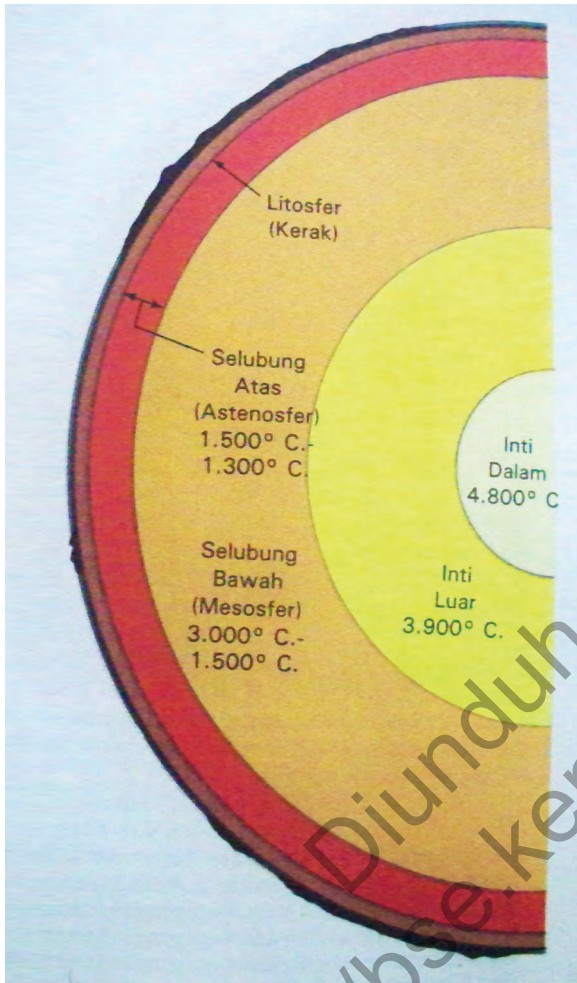 Litosfer
(Kerak)
Selubung
Atas
(Astenosfer)
1.500° C.-
1.300° C.
Selubung
Bawah
(Mesosfer)
3.000° C.-
1.500° C.
Inti
Dalam
4.800° C
Inti
Luar
3.900° C.
Diunduh
/bse.ke